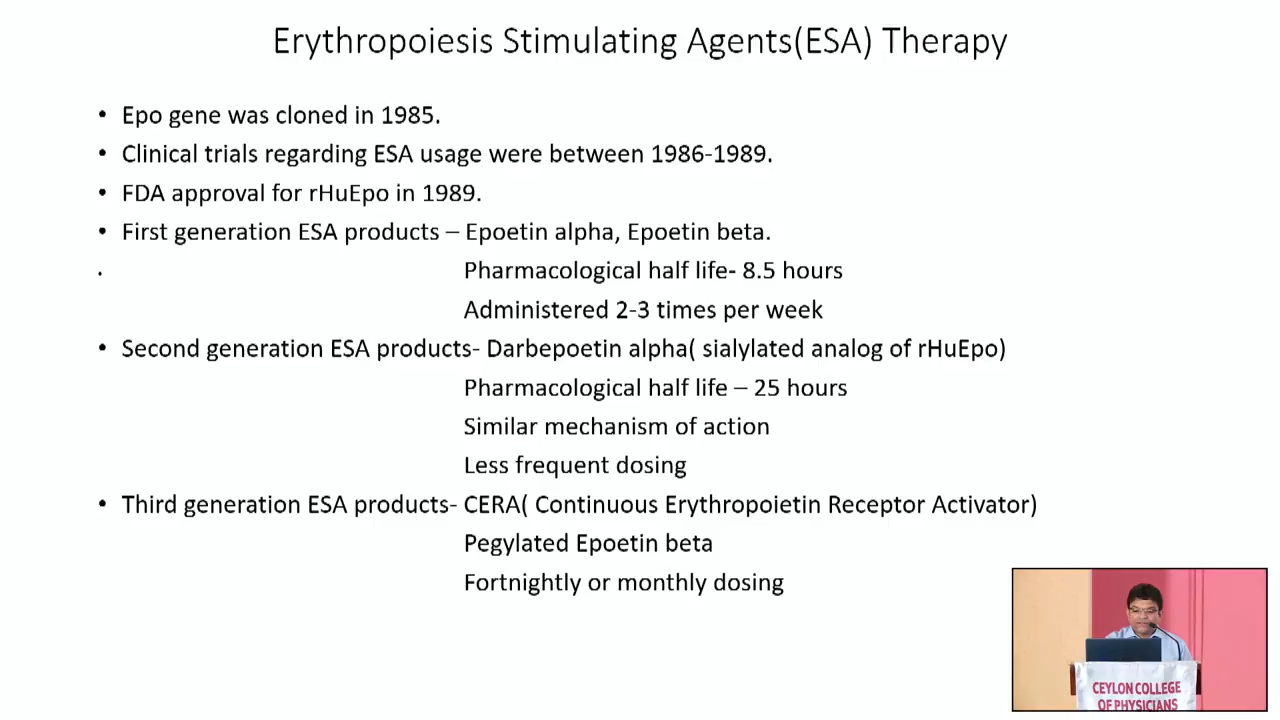 Erythropoiesis Stimulating Agents(ESA) Therapy
• Epo gene was cloned in 1985.
• Clinical trials regarding ESA usage were between 1986-1989.
• FDA approval for rHuEpo in 1989.
• First generation ESA products – Epoetin alpha, Epoetin beta.
• Pharmacological half life- 8.5 hours
Administered 2-3 times per week
• Second generation ESA products- Darbepoetin alpha( sialylated analog of rHuEpo)
Pharmacological half life – 25 hours
Similar mechanism of action
Less frequent dosing
• Third generation ESA products- CERA( Continuous Erythropoietin Receptor Activator)
Pegylated Epoetin beta
Fortnightly or monthly dosing
CEYLON COLLEGE
OF PHYSICIANS